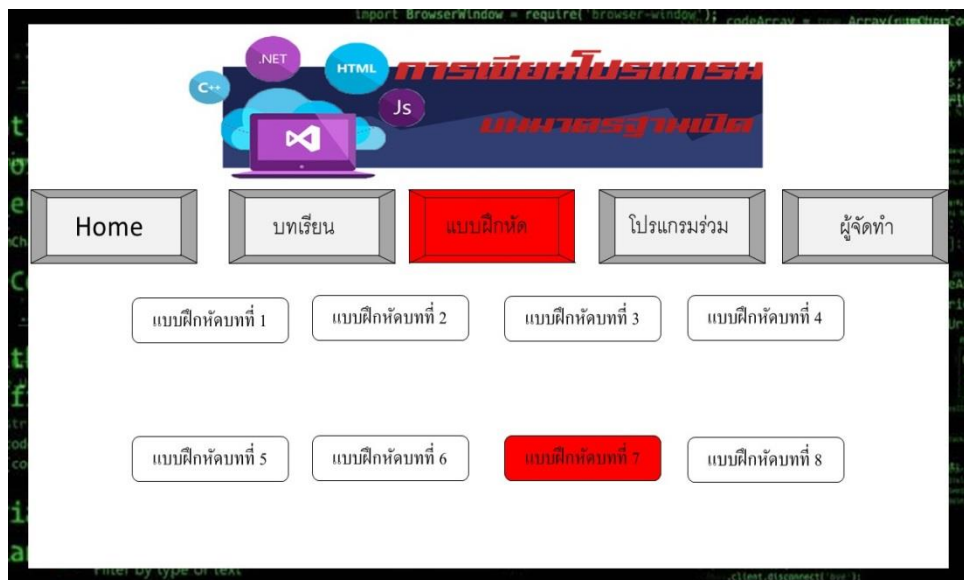 import BrowserWindow = require('browser-window');
.NET
HTML
C++
Js
การเขียนโปรแกรม
บนมาตรฐานเปิด
Home
บทเรียน
แบบฝึกหัด
โปรแกรมร่วม
ผู้จัดทำ
แบบฝึกหัดบทที่ 1
แบบฝึกหัดบทที่ 2
แบบฝึกหัดบทที่ 3
แบบฝึกหัดบทที่ 4
แบบฝึกหัดบทที่ 5
แบบฝึกหัดบทที่ 6
แบบฝึกหัดบทที่ 7
แบบฝึกหัดบทที่ 8
Filter by type or text